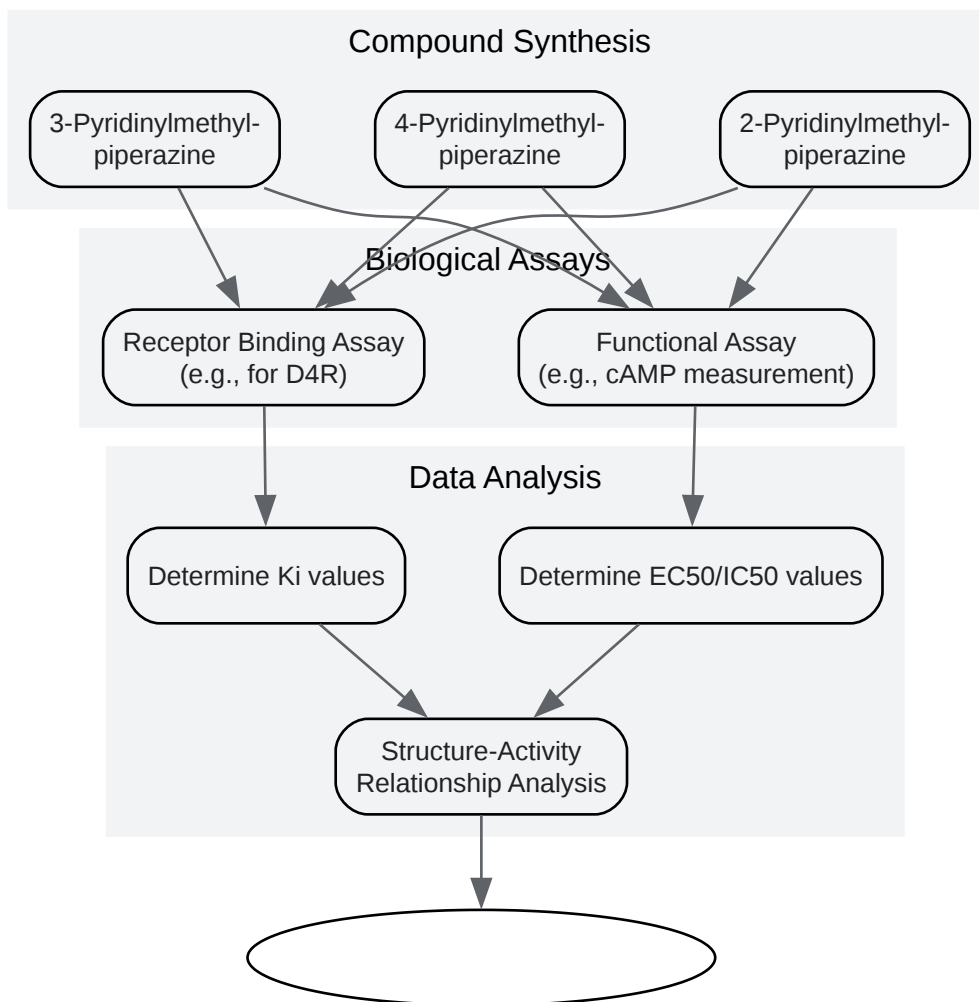 Compound Synthesis
3-Pyridinylmethyl-
piperazine
4-Pyridinylmethyl-
piperazine
2-Pyridinylmethyl-
piperazine
Biological Assays
Receptor Binding Assay
(e.g., for D4R)
Functional Assay
(e.g., cAMP measurement)
Data Analysis
Determine Ki values
Determine EC50/IC50 values
Structure-Activity
Relationship Analysis